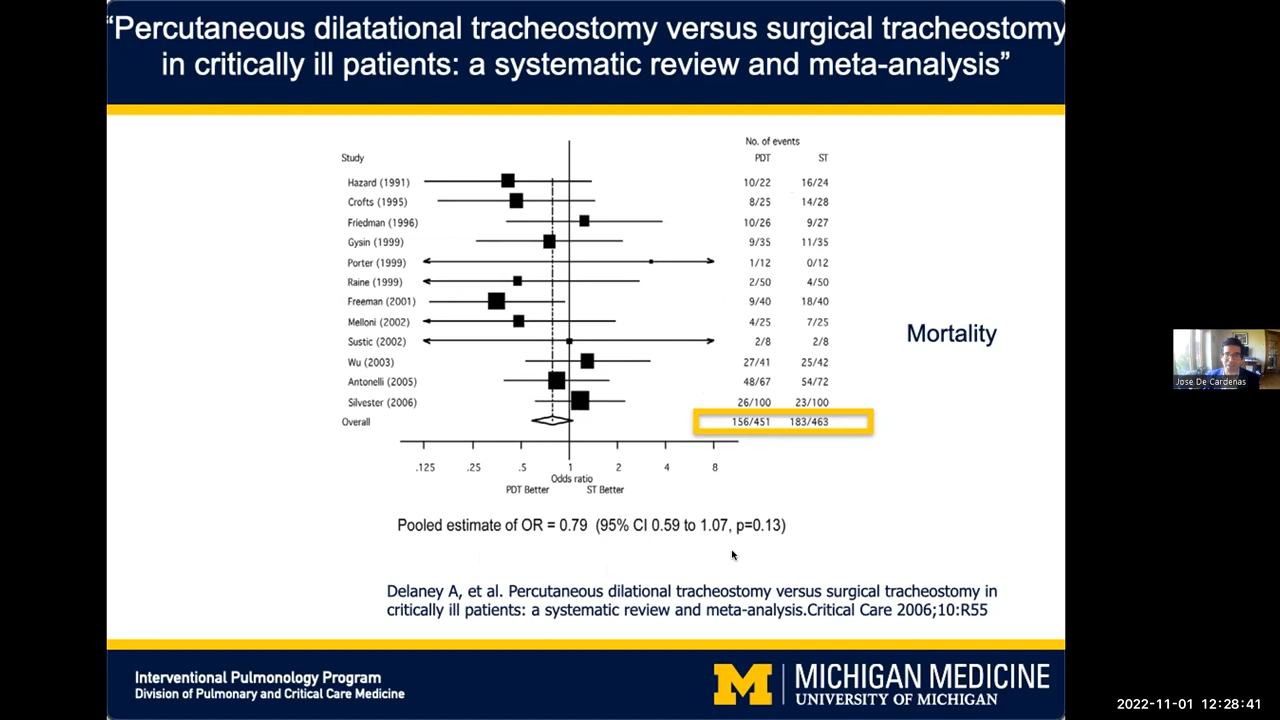 “Percutaneous dilatational tracheostomy versus surgical tracheostomy
in critically ill patients: a systematic review and meta-analysis”
No. of events
Study PDT ST
Hazard (1991) 10/22 16/24
Crofts (1995) 8/25 14/28
Friedman (1996) 10/26 9/27
Gysin (1999) 9/35 11/35
Porter (1999) 1/12 0/12
Raine (1999) 2/50 4/50
Freeman (2001) 9/40 18/40
Melloni (2002) 4/25 7/25
Sustic (2002) 2/8 2/8
Wu (2003) 27/41 25/42
Antonelli (2005) 48/67 54/72
Silvester (2006) 26/100 23/100
Overall 156/451 183/463
Mortality
.125 .25 .5 1 2 4 8
Odds ratio
PDT Better ST Better
Pooled estimate of OR = 0.79 (95% CI 0.59 to 1.07, p=0.13)
Delaney A, et al. Percutaneous dilational tracheostomy versus surgical tracheostomy in
critically ill patients: a systematic review and meta-analysis.Critical Care 2006;10:R55
Interventional Pulmonology Program
Division of Pulmonary and Critical Care Medicine
M MICHIGAN MEDICINE
UNIVERSITY OF MICHIGAN
Jose De Cardenas
2022-11-01 12:28:41